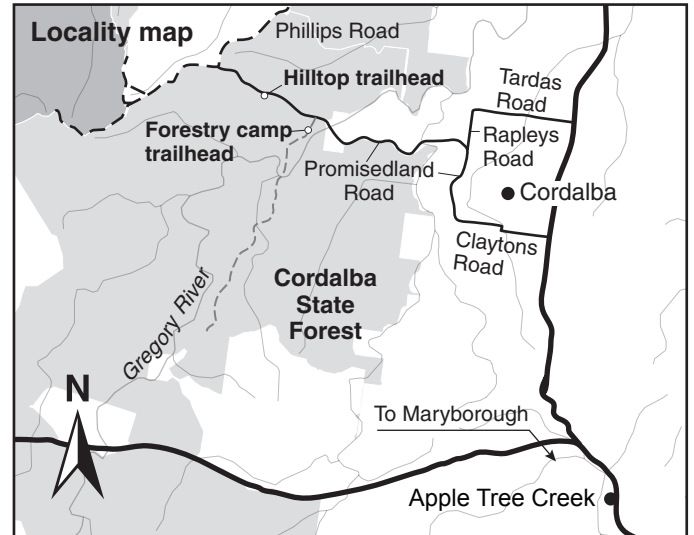 Locality map
Phillips Road
Hilltop trailhead
Tardas
Road
Forestry camp
trailhead
Rapleys
Road
Promisedland
Road
Cordalba
Claytons
Road
Cordalba
State
Forest
Gregory River
N
To Maryborough
Apple Tree Creek